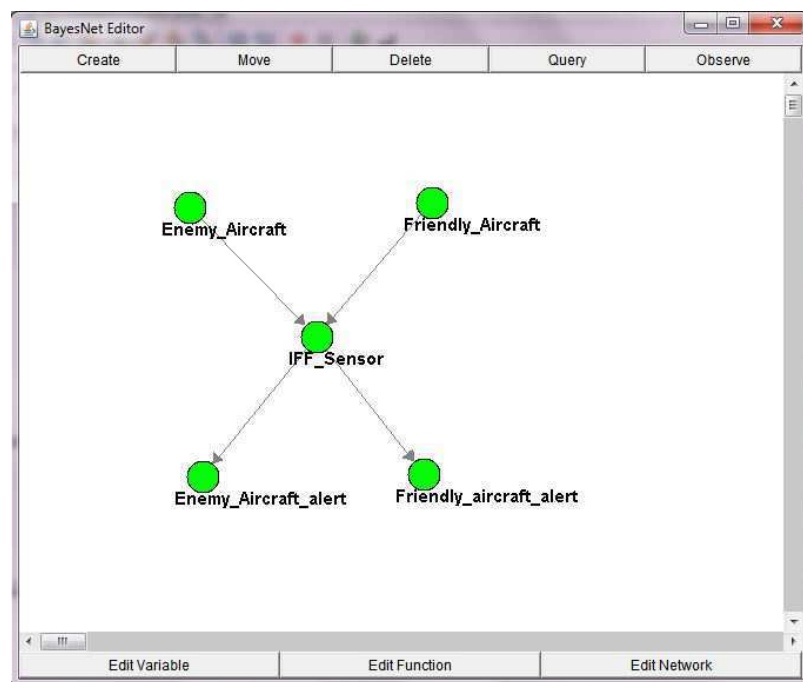 BayesNet Editor
Create Move Delete Query Observe
Enemy_Aircraft Friendly_Aircraft
IFF_Sensor
Enemy_Aircraft_alert Friendly_aircraft_alert
Edit Variable Edit Function Edit Network